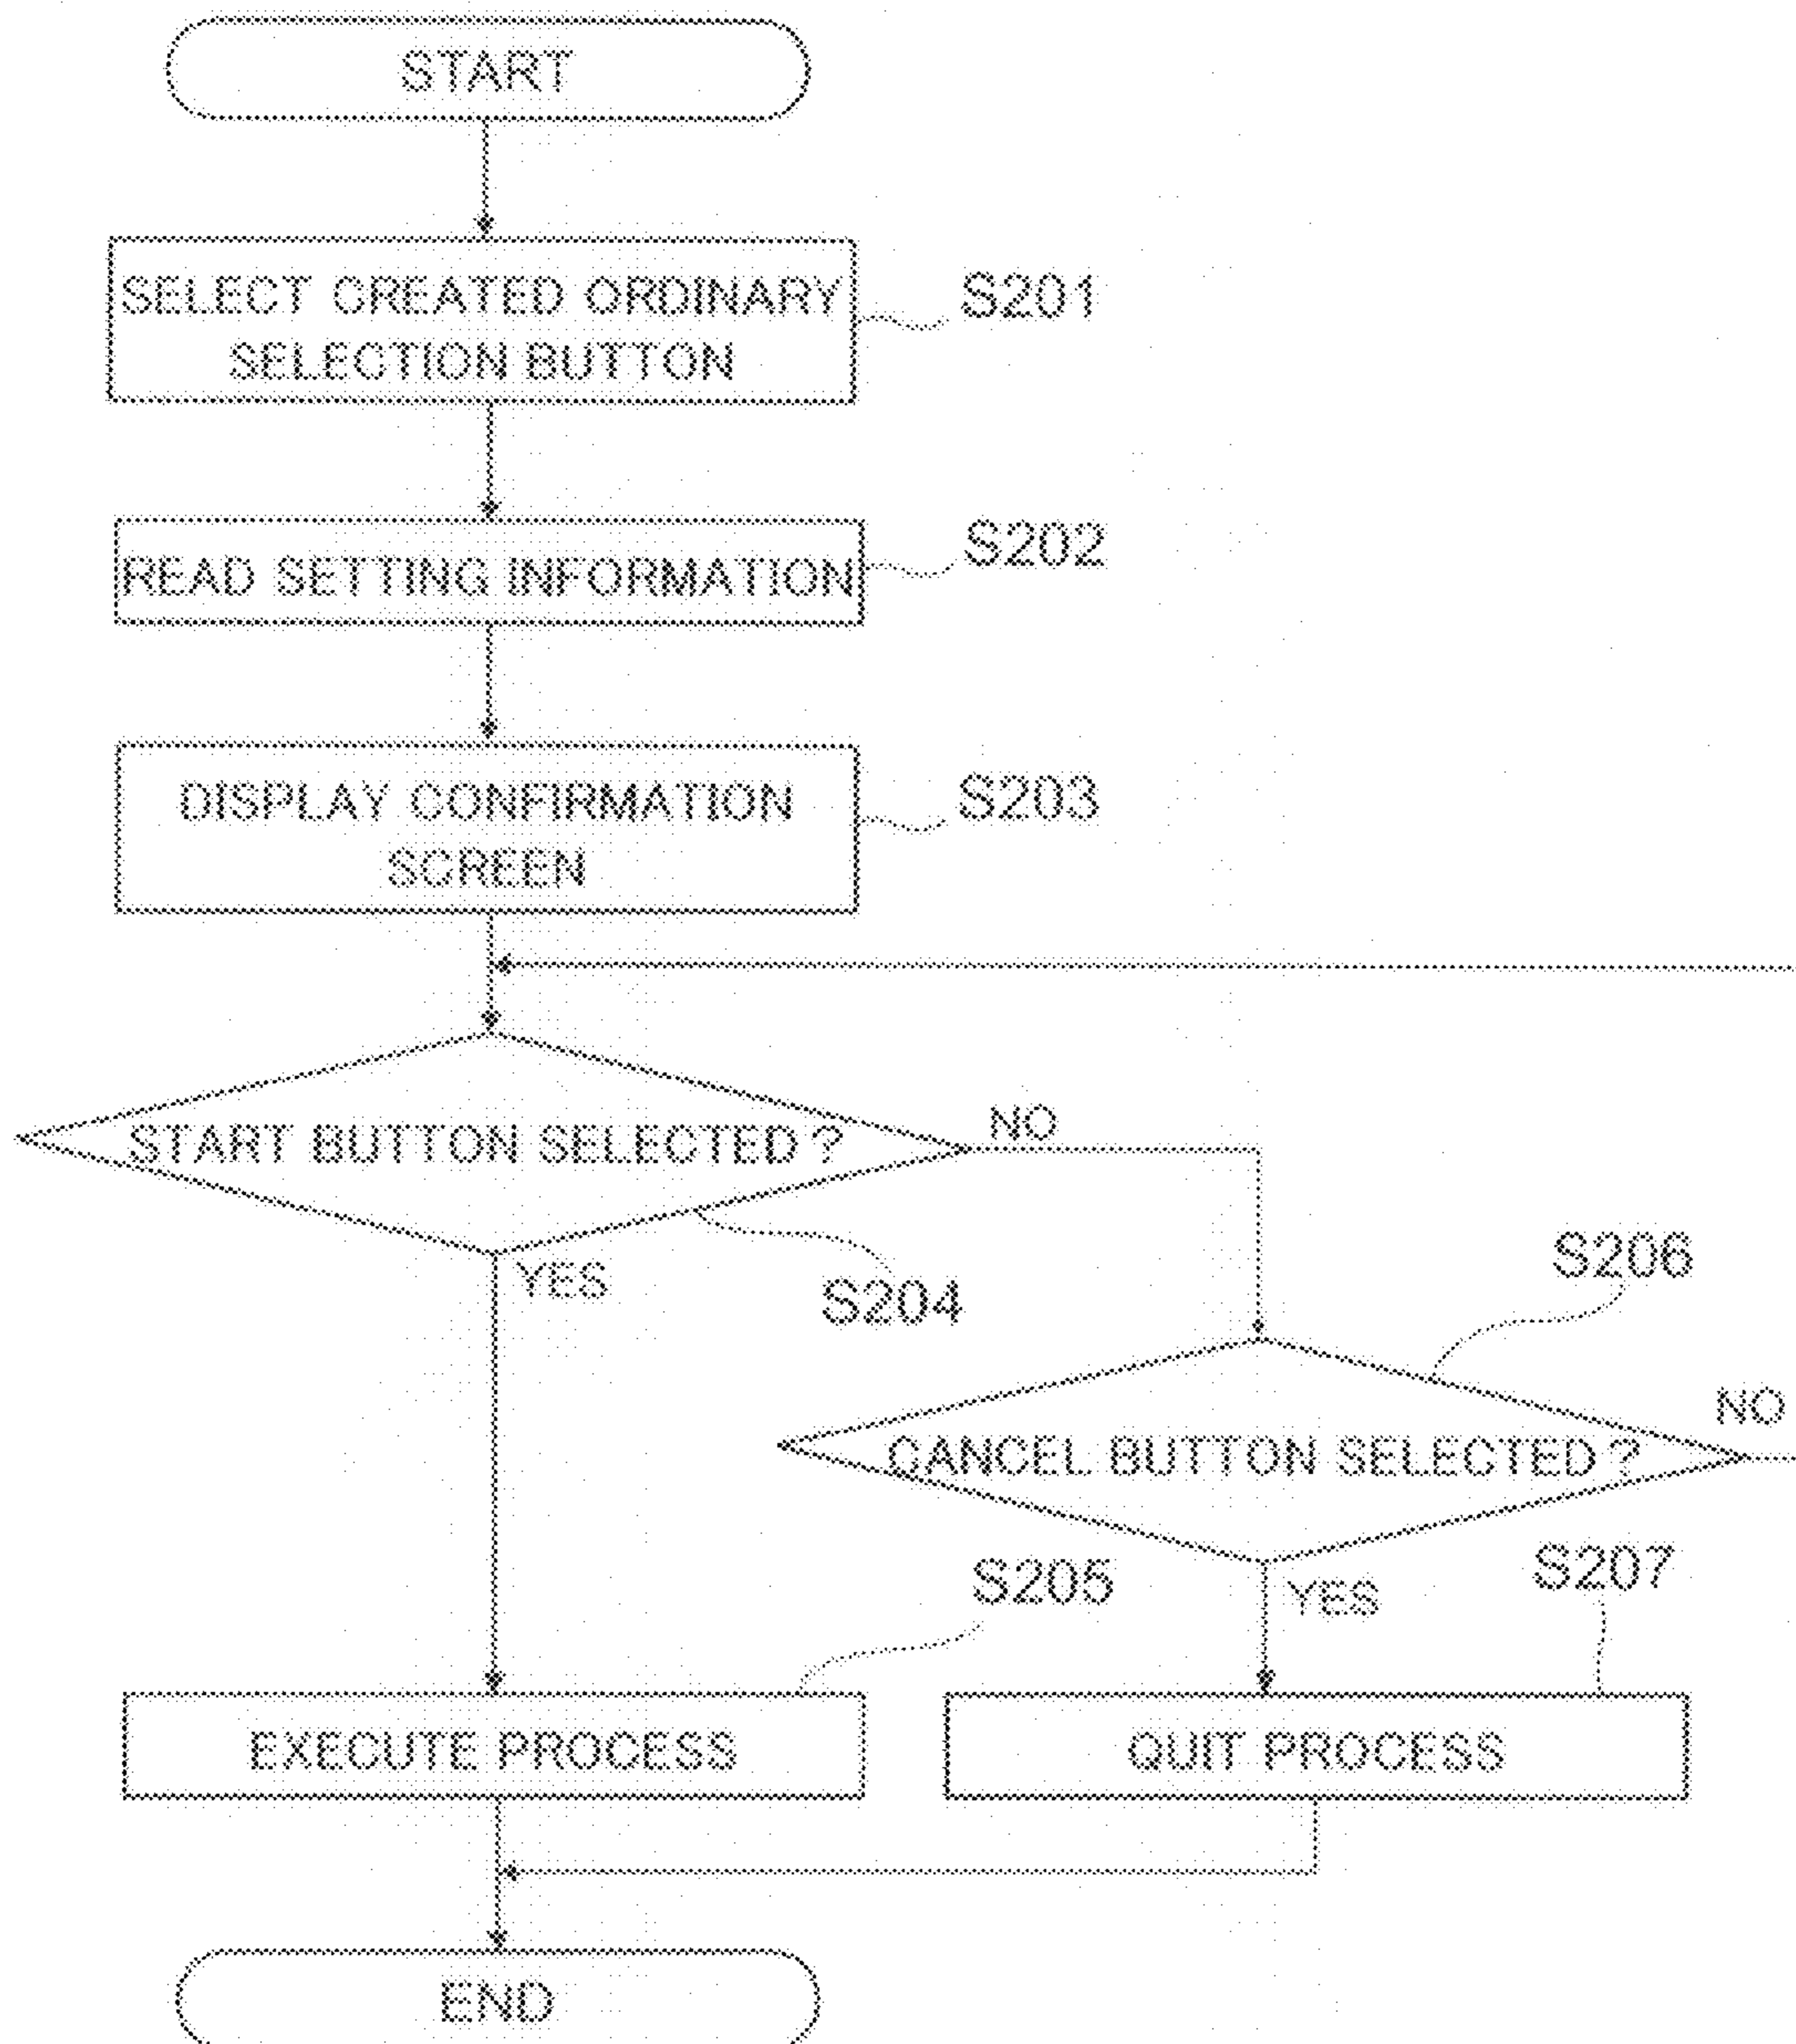 START
SELECT CREATED ORDINARY
SELECTION BUTTON
S201
READ SETTING INFORMATION
S202
DISPLAY CONFIRMATION
SCREEN
S203
START BUTTON SELECTED ?
NO
YES
S204
S206
CANCEL BUTTON SELECTED ?
NO
YES
S205
S207
EXECUTE PROCESS
QUIT PROCESS
END